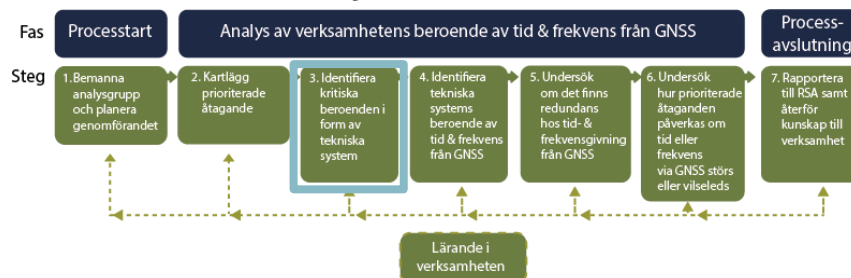 Fas
Processtart
Analys av verksamhetens beroende av tid & frekvens från GNSS
Process-
avslutning
Steg
1.Bemanna
analysgrupp
och planera
genomförandet
2. Kartlägg
prioriterade
åtagande
3. Identifiera
kritiska
beroenden i
form av
tekniska
system
4. Identifiera
tekniska
systems
beroende av
tid & frekvens
från GNSS
5. Undersök
om det finns
redundans
hos tid- &
frekvensgivning
från GNSS
6. Undersök
hur prioriterade
åtaganden
påverkas om
tid eller
frekvens
via GNSS störs
eller vilseleds
7. Rapportera
till RSA samt
återför
kunskap till
verksamhet
Lärande i
verksamheten